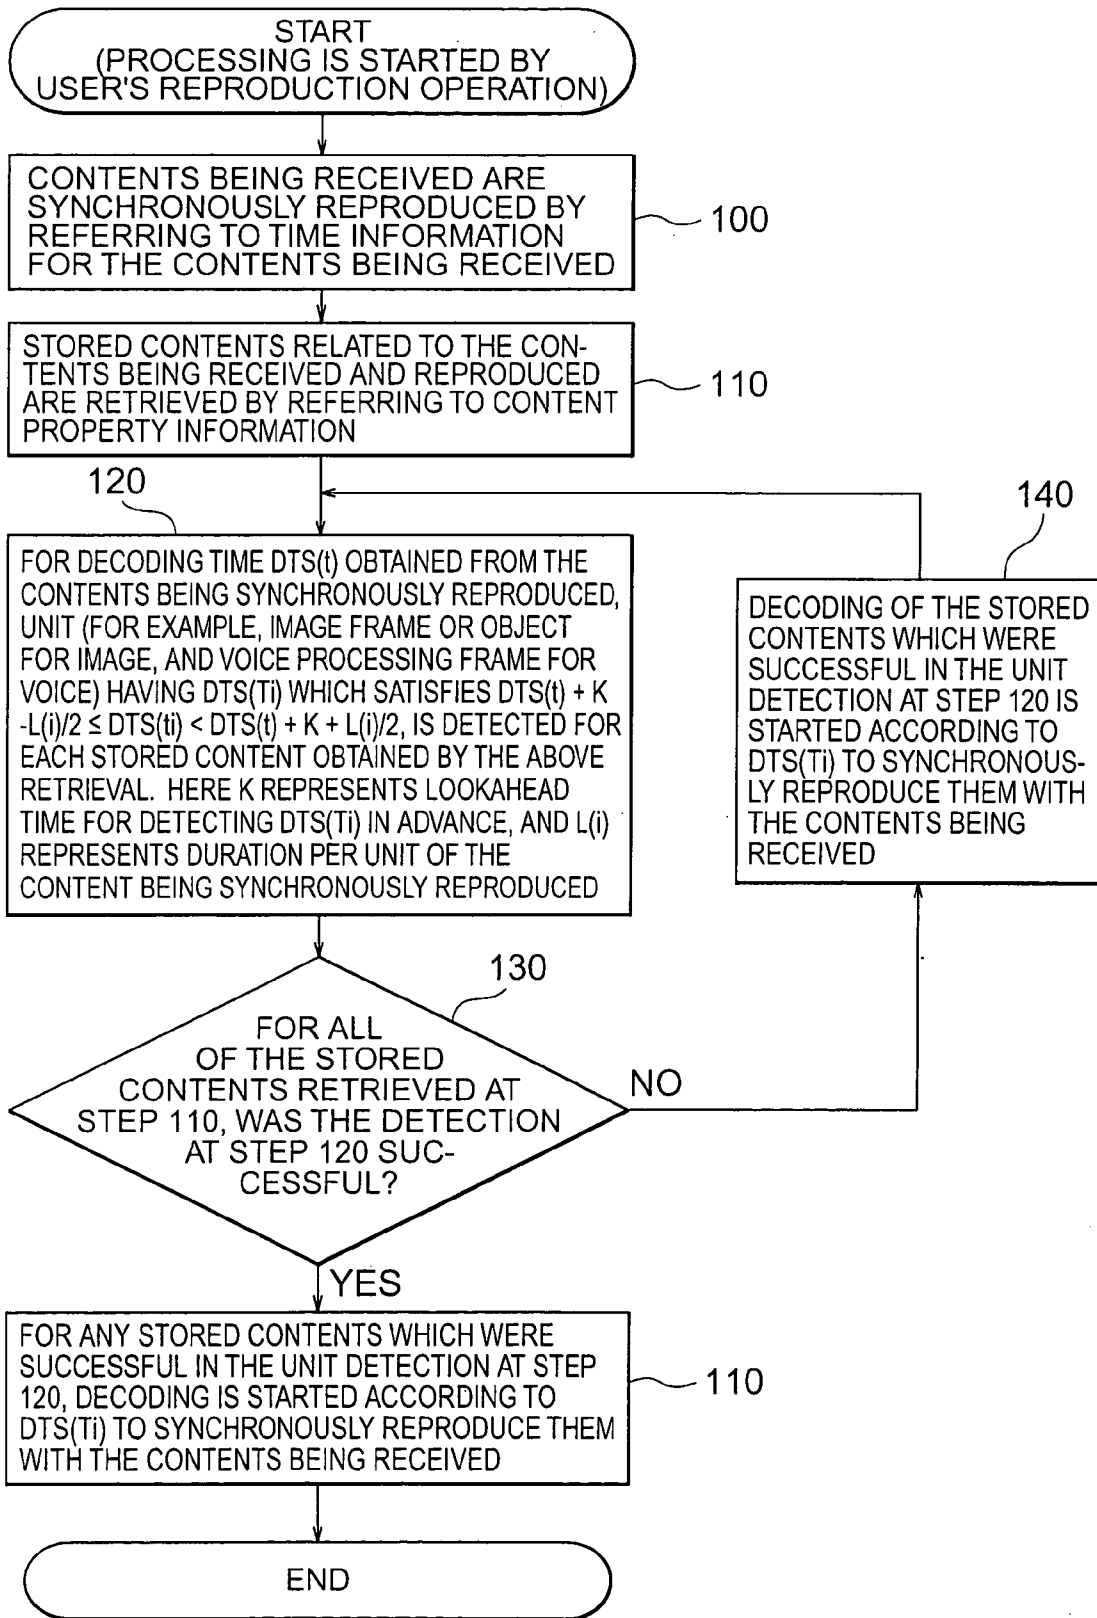 START
(PROCESSING IS STARTED BY
USER'S REPRODUCTION OPERATION)
CONTENTS BEING RECEIVED ARE
SYNCHRONOUSLY REPRODUCED BY
REFERRING TO TIME INFORMATION
FOR THE CONTENTS BEING RECEIVED
100
STORED CONTENTS RELATED TO THE CON-
TENTS BEING RECEIVED AND REPRODUCED
ARE RETRIEVED BY REFERRING TO CONTENT
PROPERTY INFORMATION
110
120
FOR DECODING TIME DTS(t) OBTAINED FROM THE
CONTENTS BEING SYNCHRONOUSLY REPRODUCED,
UNIT (FOR EXAMPLE, IMAGE FRAME OR OBJECT
FOR IMAGE, AND VOICE PROCESSING FRAME FOR
VOICE) HAVING DTS(Ti) WHICH SATISFIES DTS(t) + K
-L(i)/2 ≤ DTS(ti) < DTS(t) + K + L(i)/2, IS DETECTED FOR
EACH STORED CONTENT OBTAINED BY THE ABOVE
RETRIEVAL. HERE K REPRESENTS LOOKAHEAD
TIME FOR DETECTING DTS(Ti) IN ADVANCE, AND L(i)
REPRESENTS DURATION PER UNIT OF THE
CONTENT BEING SYNCHRONOUSLY REPRODUCED
140
DECODING OF THE STORED
CONTENTS WHICH WERE
SUCCESSFUL IN THE UNIT
DETECTION AT STEP 120 IS
STARTED ACCORDING TO
DTS(Ti) TO SYNCHRONOUS-
LY REPRODUCE THEM WITH
THE CONTENTS BEING
RECEIVED
130
FOR ALL
OF THE STORED
CONTENTS RETRIEVED AT
STEP 110, WAS THE DETECTION
AT STEP 120 SUC-
CESSFUL?
NO
YES
FOR ANY STORED CONTENTS WHICH WERE
SUCCESSFUL IN THE UNIT DETECTION AT STEP
120, DECODING IS STARTED ACCORDING TO
DTS(Ti) TO SYNCHRONOUSLY REPRODUCE THEM
WITH THE CONTENTS BEING RECEIVED
110
END